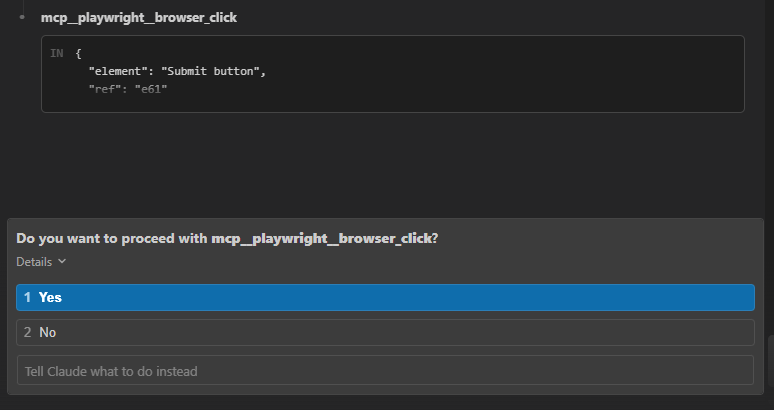 mcp__playwright__browser_click
IN {
"element": "Submit button",
"ref": "e61"
Do you want to proceed with mcp__playwright__browser_click?
Details
1 Yes
2 No
Tell Claude what to do instead